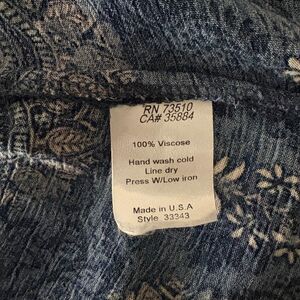 RN 73510
CA# 35884
100% Viscose
Hand wash cold
Line dry
Press W/Low iron
Made in U.S.A
Style 33343